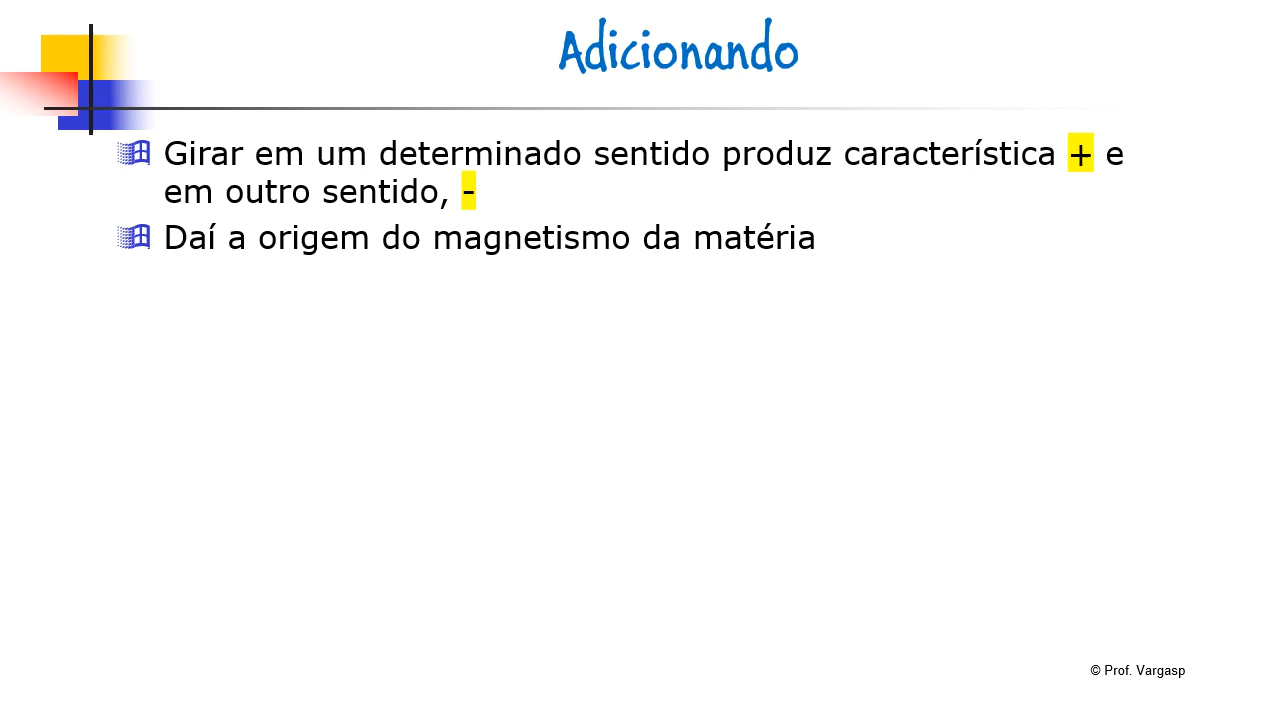 Adicionando
Girar em um determinado sentido produz característica + e
em outro sentido, -
Daí a origem do magnetismo da matéria
© Prof. Vargasp